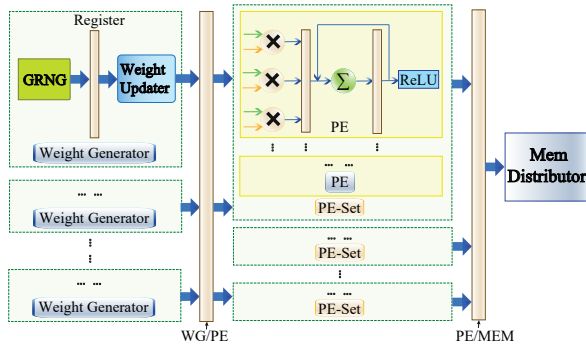 Register
GRNG
Weight
Updater
Weight Generator
... ...
Weight Generator
... ...
Weight Generator
WG/PE
×
×
×
Σ
ReLU
PE
... ...
PE
PE-Set
... ...
PE-Set
... ...
PE-Set
PE/MEM
Mem
Distributor